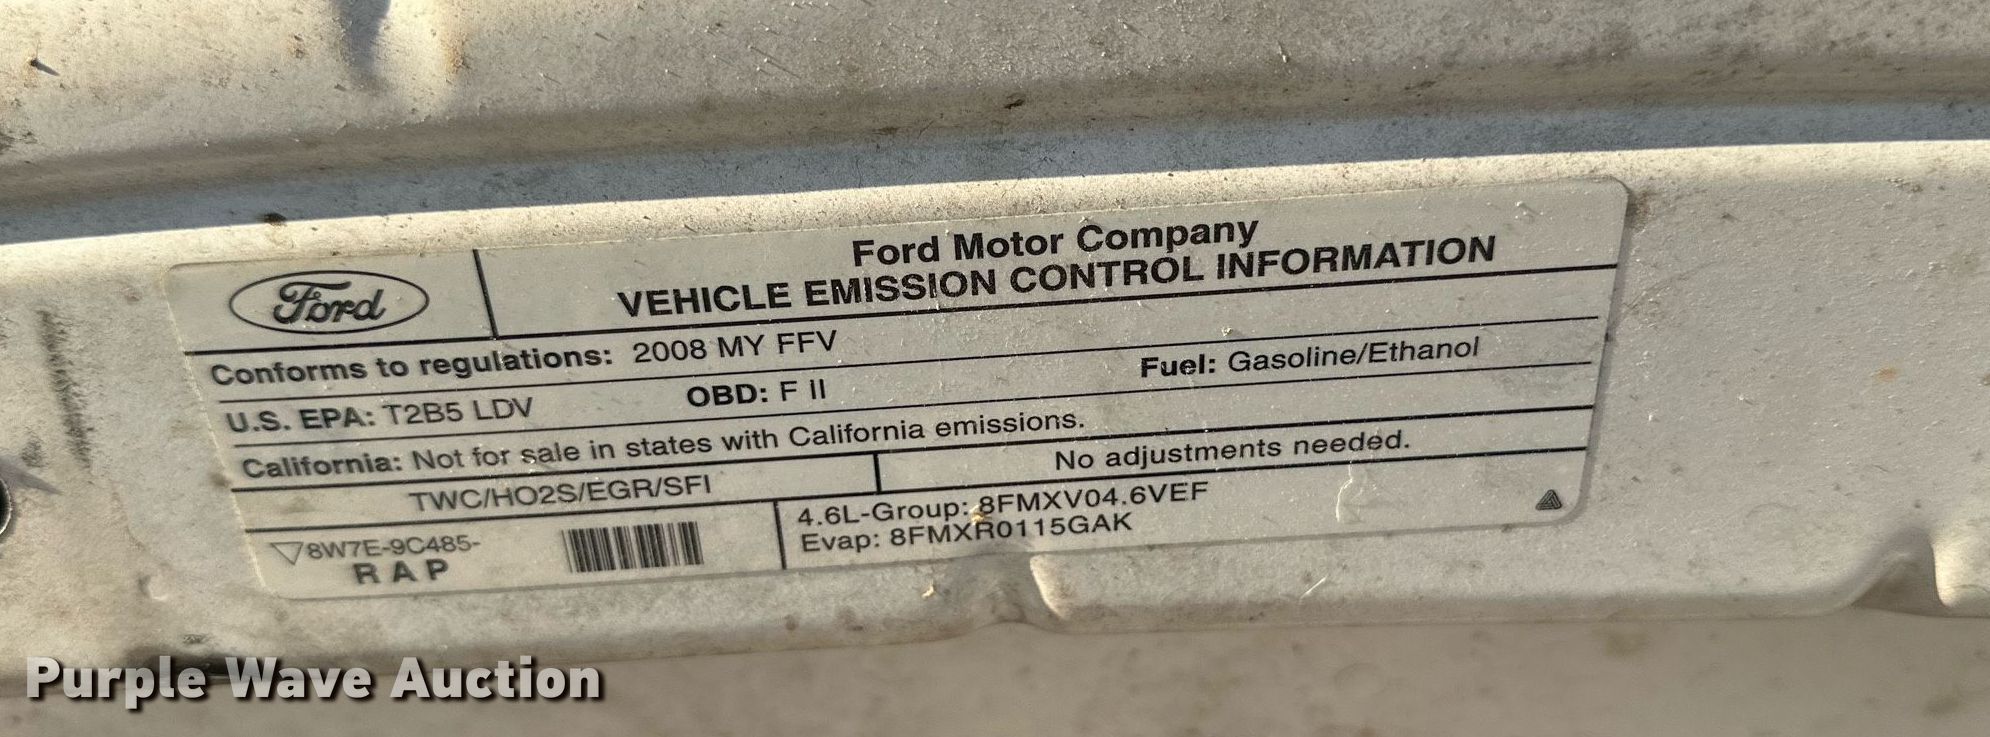 Ford
Ford Motor Company
VEHICLE EMISSION CONTROL INFORMATION
Conforms to regulations: 2008 MY FFV
U.S. EPA: T2B5 LDV OBD: F II Fuel: Gasoline/Ethanol
California: Not for sale in states with California emissions.
TWC/HO2S/EGR/SFI No adjustments needed.
8W7E-9C485-
R A P
4.6L-Group: 8FMXV04.6VEF
Evap: 8FMXR0115GAK
Purple Wave Auction